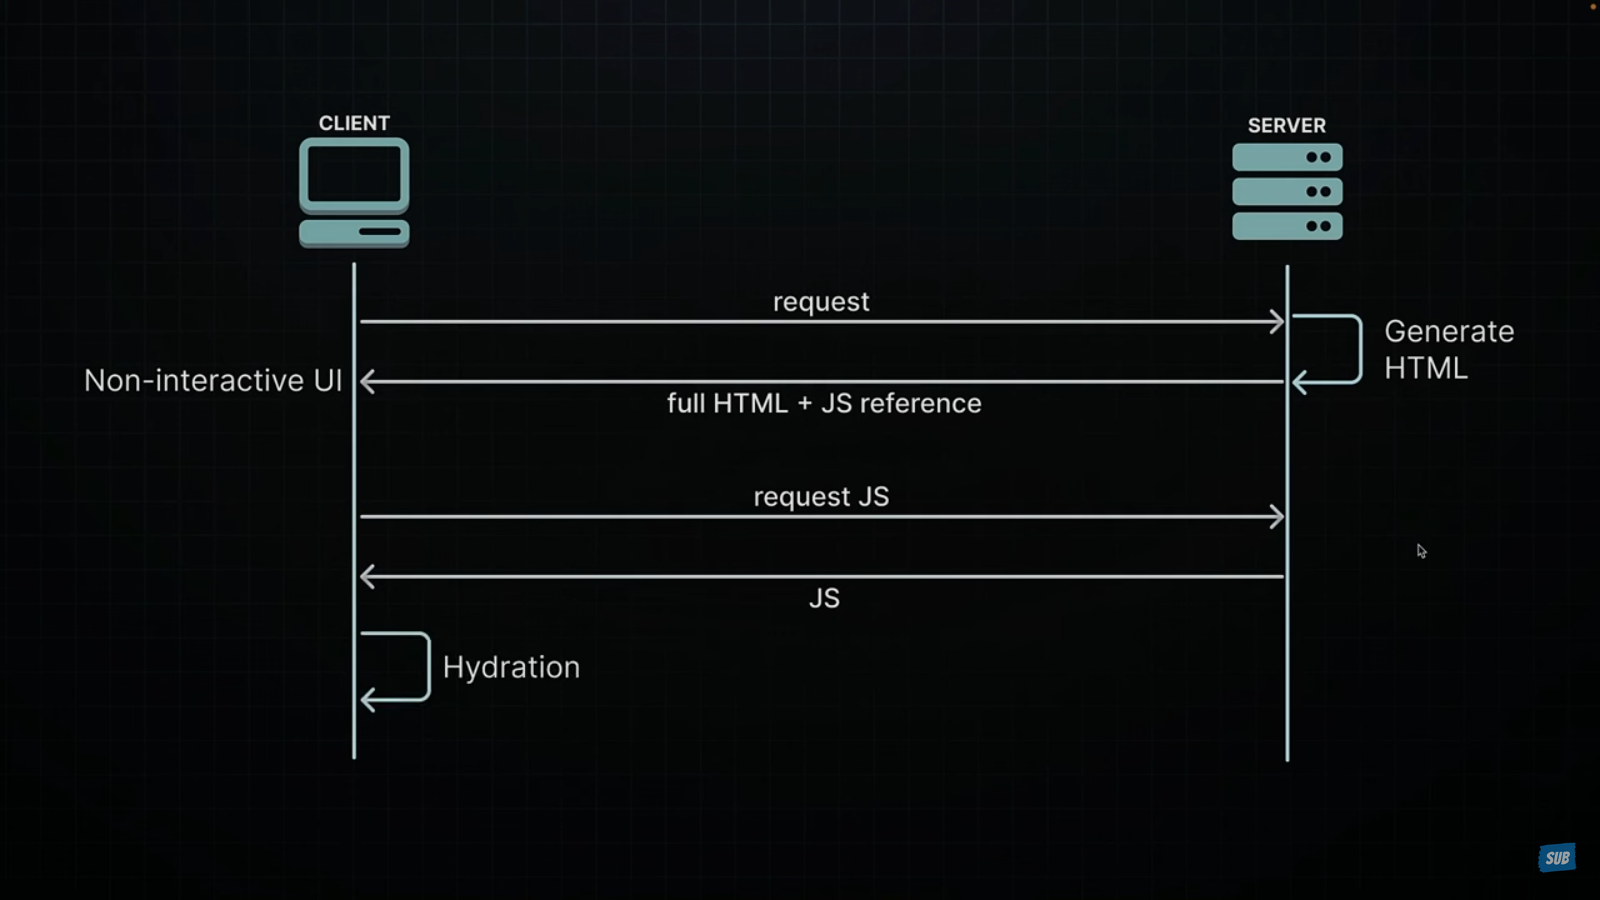 CLIENT
SERVER
request
Generate
HTML
Non-interactive UI
full HTML + JS reference
request JS
JS
Hydration
SUB